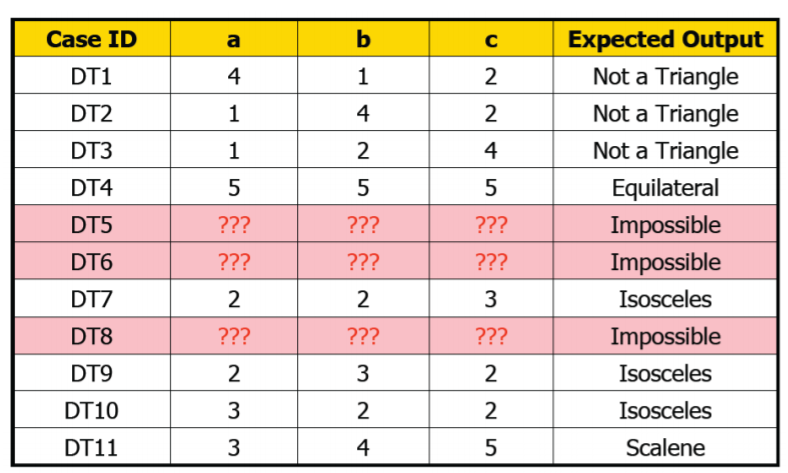 Case ID a b c Expected Output
DT1 4 1 2 Not a Triangle
DT2 1 4 2 Not a Triangle
DT3 1 2 4 Not a Triangle
DT4 5 5 5 Equilateral
DT5 ??? ??? ??? Impossible
DT6 ??? ??? ??? Impossible
DT7 2 2 3 Isosceles
DT8 ??? ??? ??? Impossible
DT9 2 3 2 Isosceles
DT10 3 2 2 Isosceles
DT11 3 4 5 Scalene